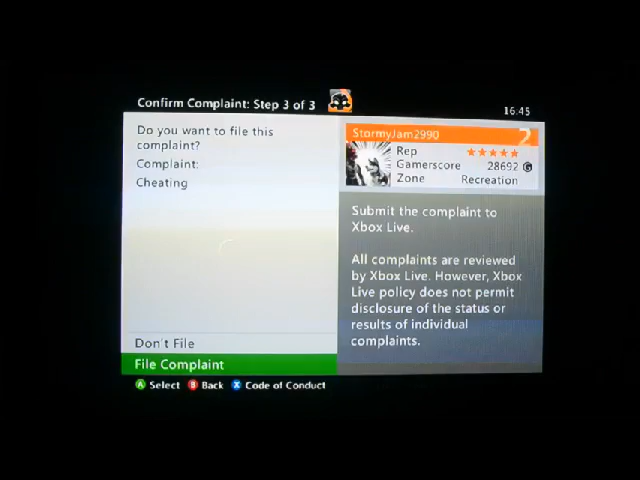 Confirm Complaint: Step 3 of 3
16:45
Do you want to file this
complaint?
Complaint:
Cheating
Don't File
File Complaint
StormyJam2990
2
Rep
Gamerscore 28692 G
Zone Recreation
Submit the complaint to
Xbox Live.
All complaints are reviewed
by Xbox Live. However, Xbox
Live policy does not permit
disclosure of the status or
results of individual
complaints.
A Select B Back X Code of Conduct